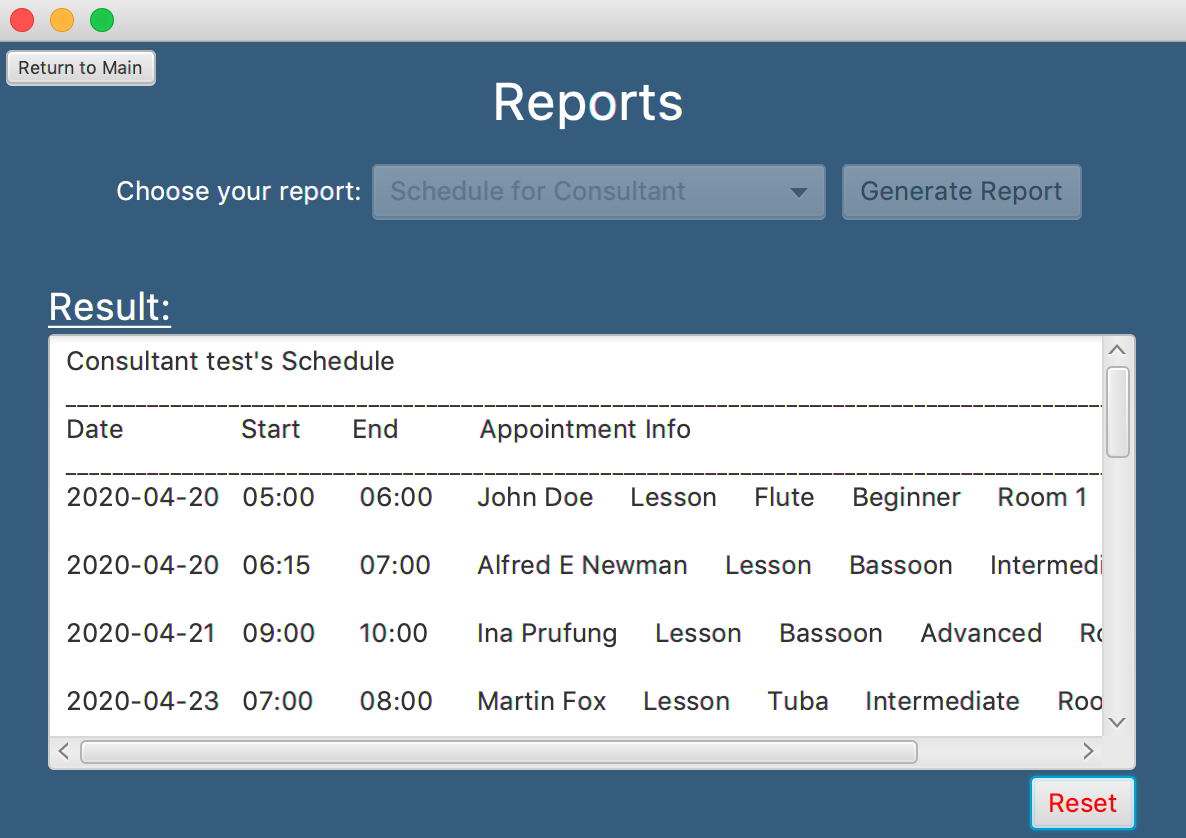 Return to Main
Reports
Choose your report: Schedule for Consultant Generate Report
Result:
Consultant test's Schedule
Date Start End Appointment Info
2020-04-20 05:00 06:00 John Doe Lesson Flute Beginner Room 1
2020-04-20 06:15 07:00 Alfred E Newman Lesson Bassoon Intermedi
2020-04-21 09:00 10:00 Ina Prufung Lesson Bassoon Advanced
2020-04-23 07:00 08:00 Martin Fox Lesson Tuba Intermediate Roo
Reset